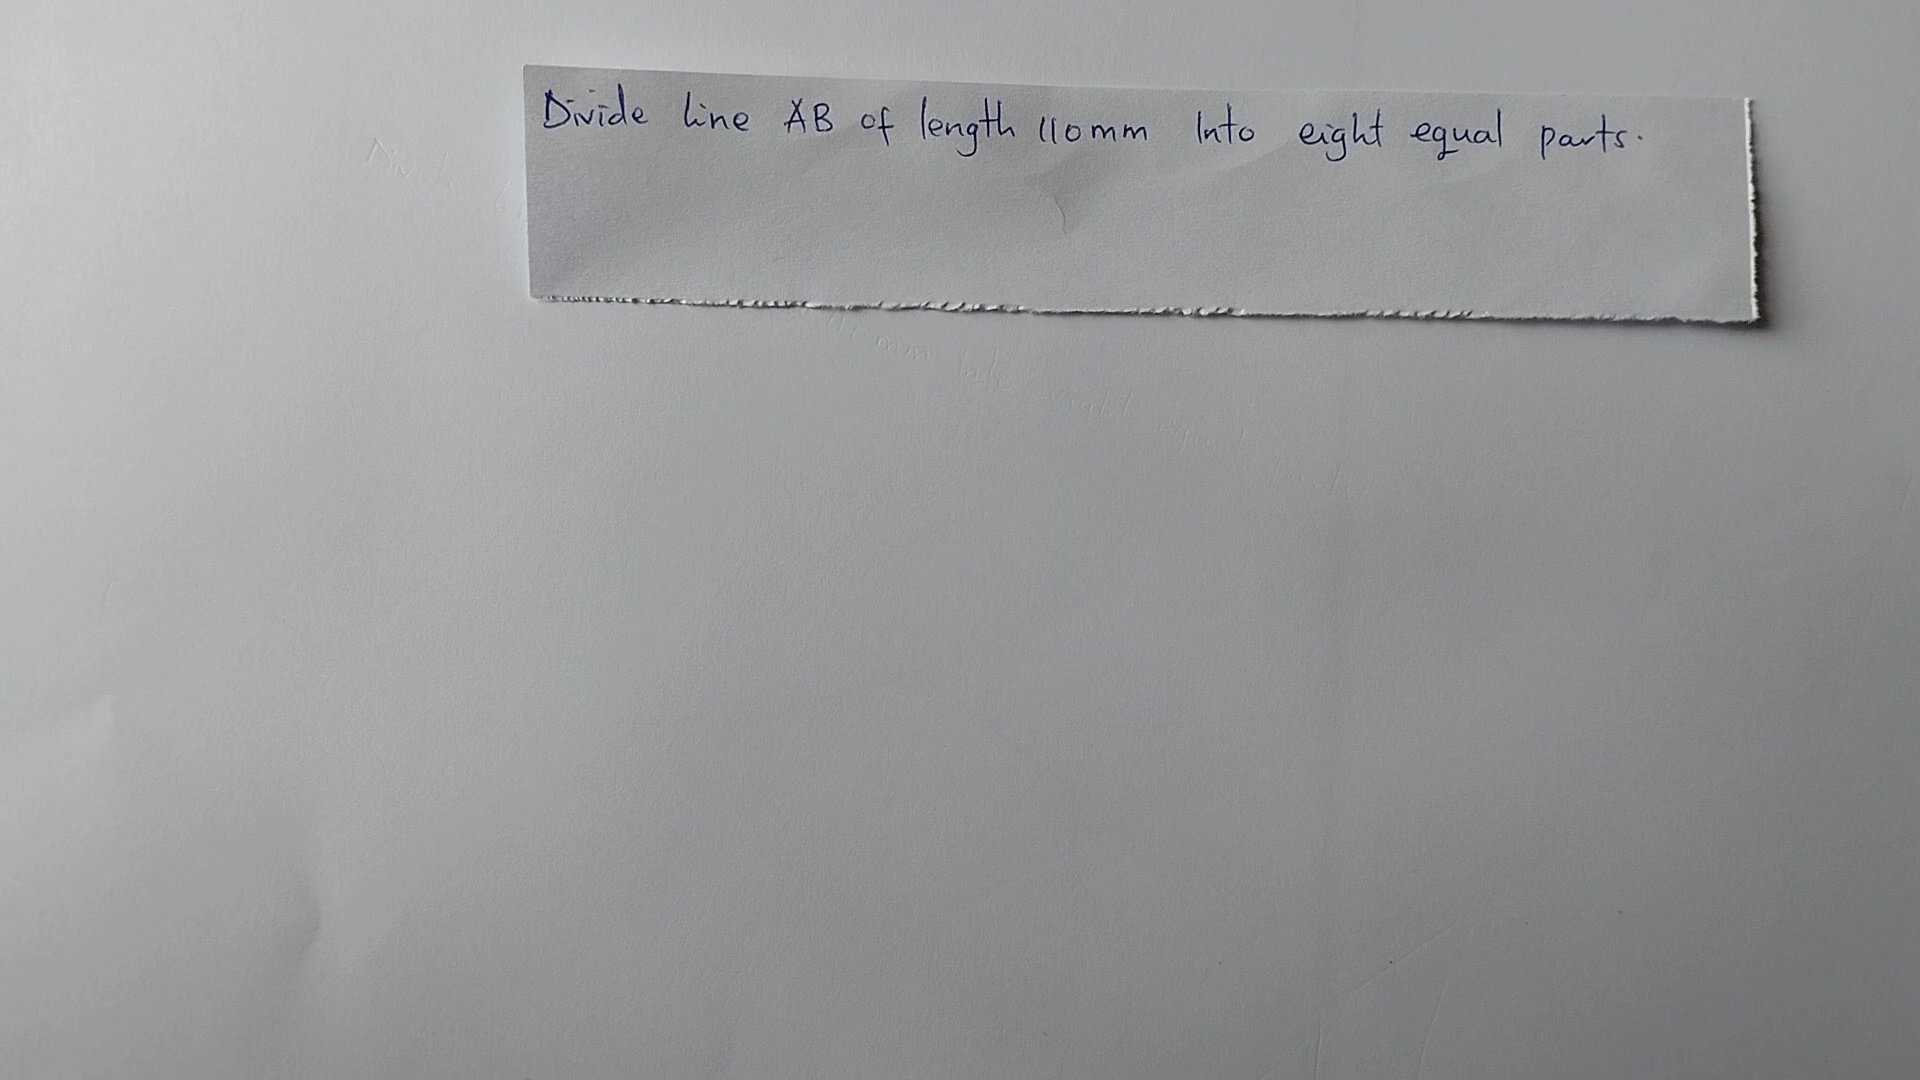 Divide line AB of length 110mm Into eight equal parts.